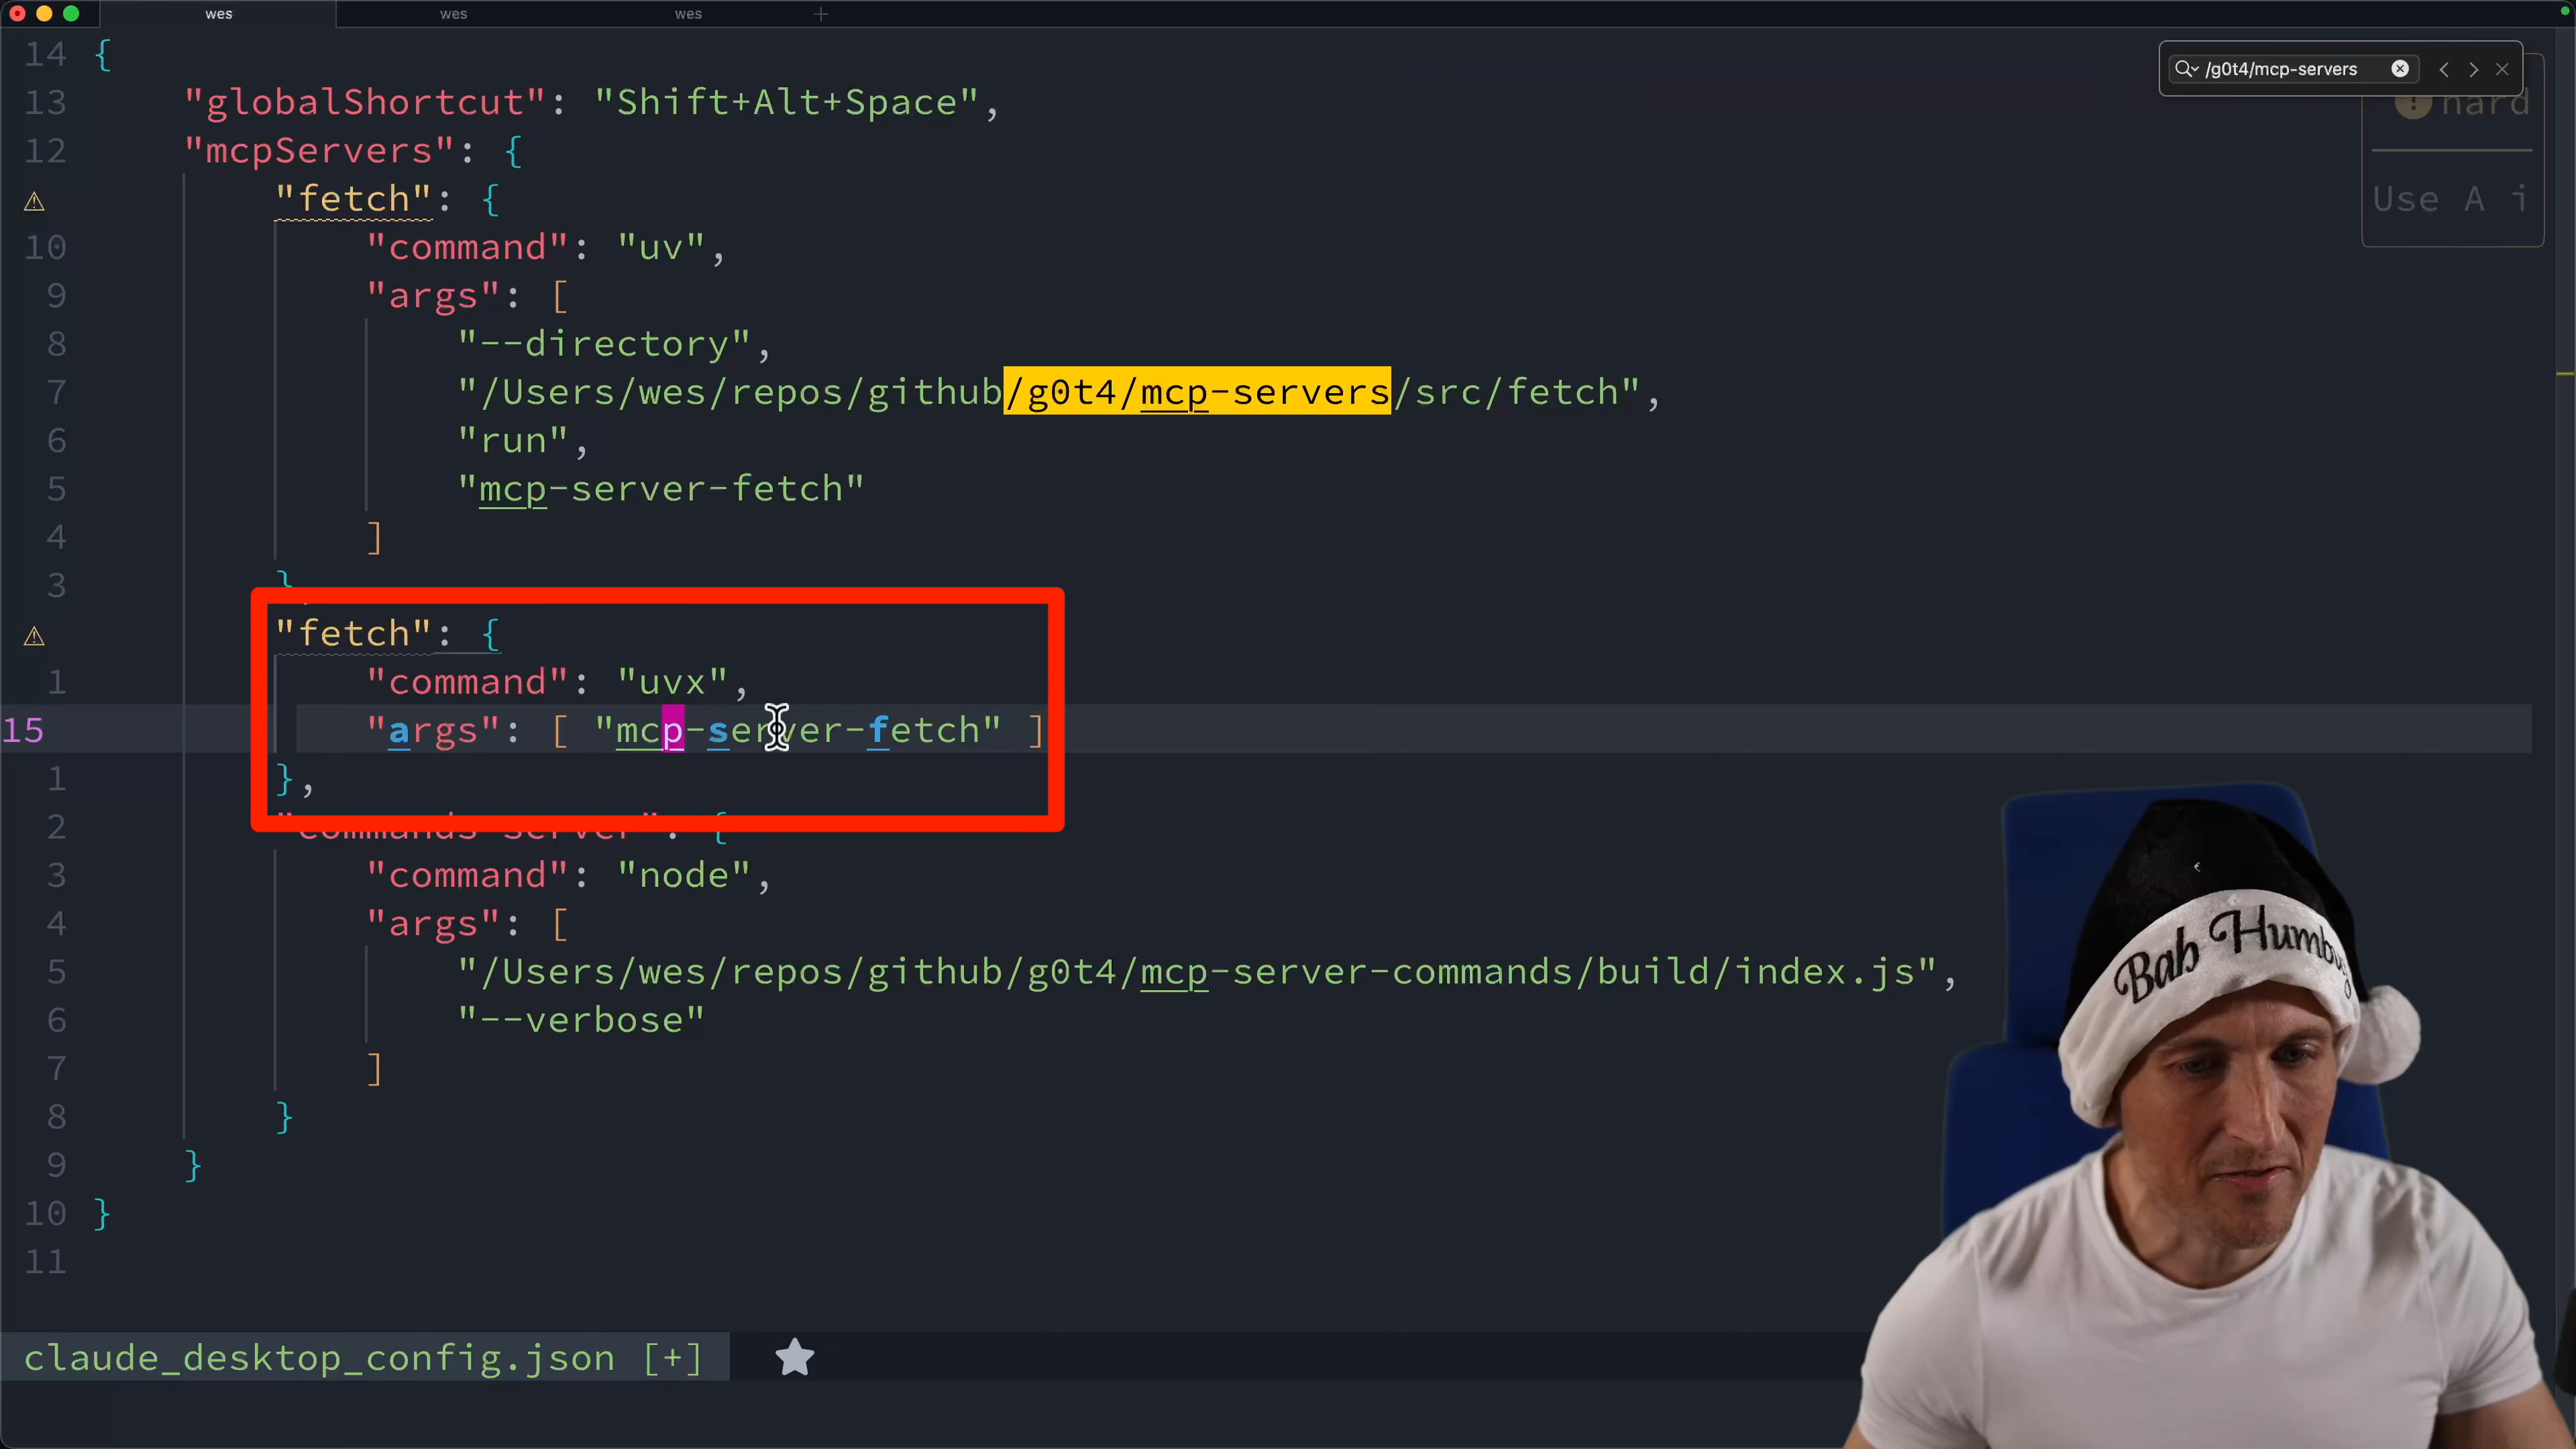 wes wes wes +
/g0t4/mcp-servers
hard
Use A i
14 {
13 "globalShortcut": "Shift+Alt+Space",
12 "mcpServers": {
"fetch": {
10 "command": "uv",
9 "args": [
8 "--directory",
7 "/Users/wes/repos/github/g0t4/mcp-servers/src/fetch",
6 "run",
5 "mcp-server-fetch"
4 ]
3 }
"fetch": {
1 "command": "uvx",
15 "args": [ "mcp-server-fetch" ]
1 },
2 "commands-server": {
3 "command": "node",
4 "args": [
5 "/Users/wes/repos/github/g0t4/mcp-server-commands/build/index.js",
6 "--verbose"
7 ]
8 }
9 }
10 }
11
Bah Humbug
claude_desktop_config.json [+]